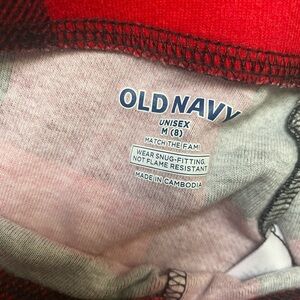 OLD NAVY
UNISEX
M (8)
MATCH THE FAM
WEAR SNUG-FITTING,
NOT FLAME RESISTANT
MADE IN CAMBODIA